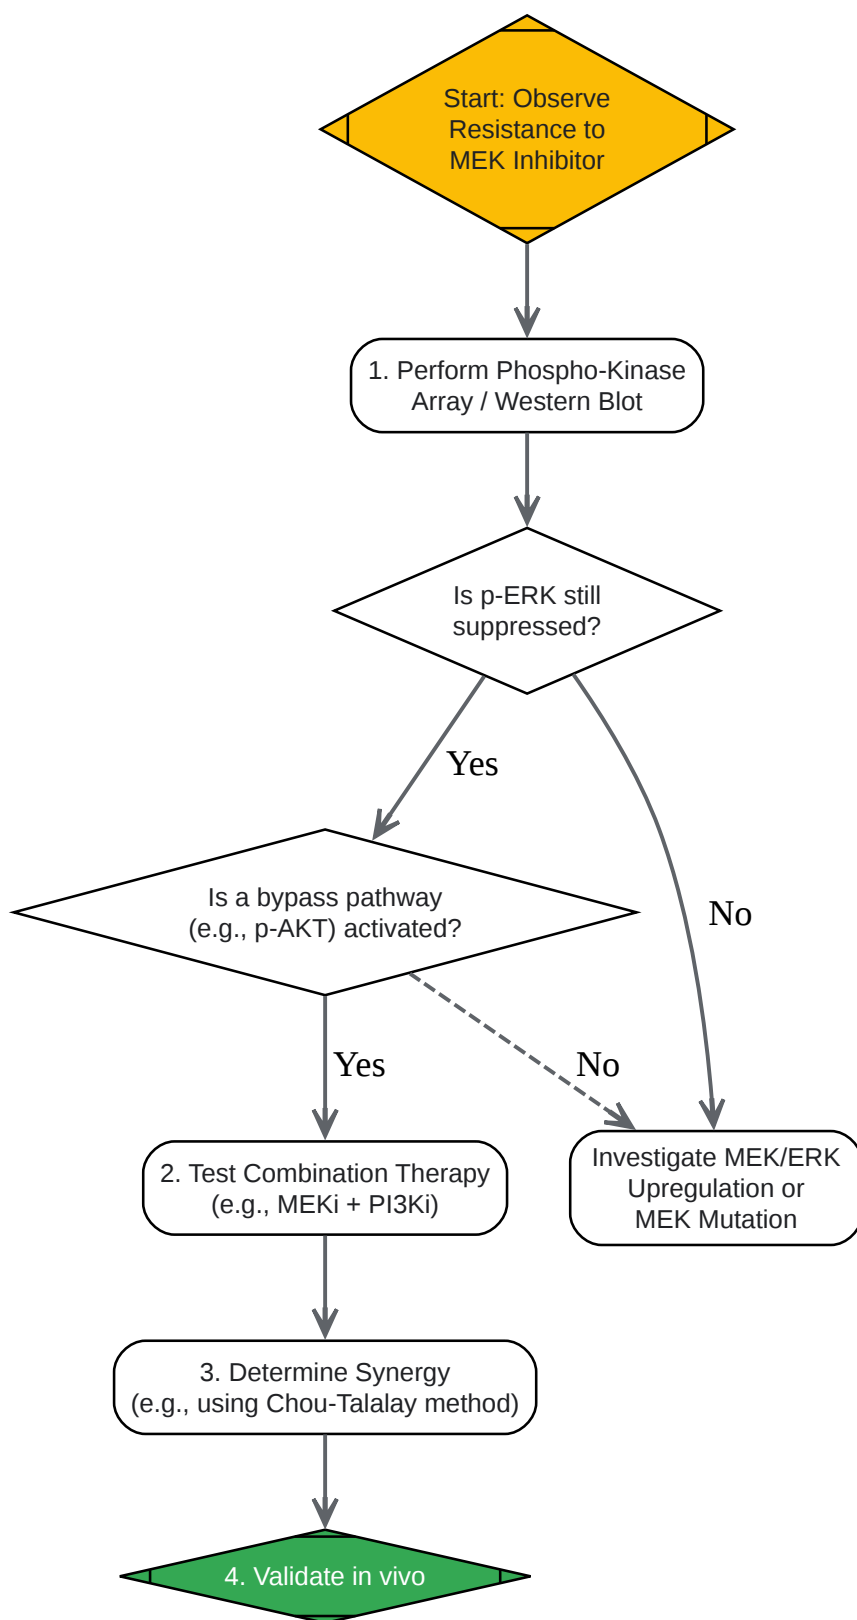 Start: Observe
Resistance to
MEK Inhibitor
1. Perform Phospho-Kinase
Array / Western Blot
Is p-ERK still
suppressed?
Yes
No
Is a bypass pathway
(e.g., p-AKT) activated?
Yes
No
2. Test Combination Therapy
(e.g., MEKi + PI3Ki)
Investigate MEK/ERK
Upregulation or
MEK Mutation
3. Determine Synergy
(e.g., using Chou-Talalay method)
4. Validate in vivo